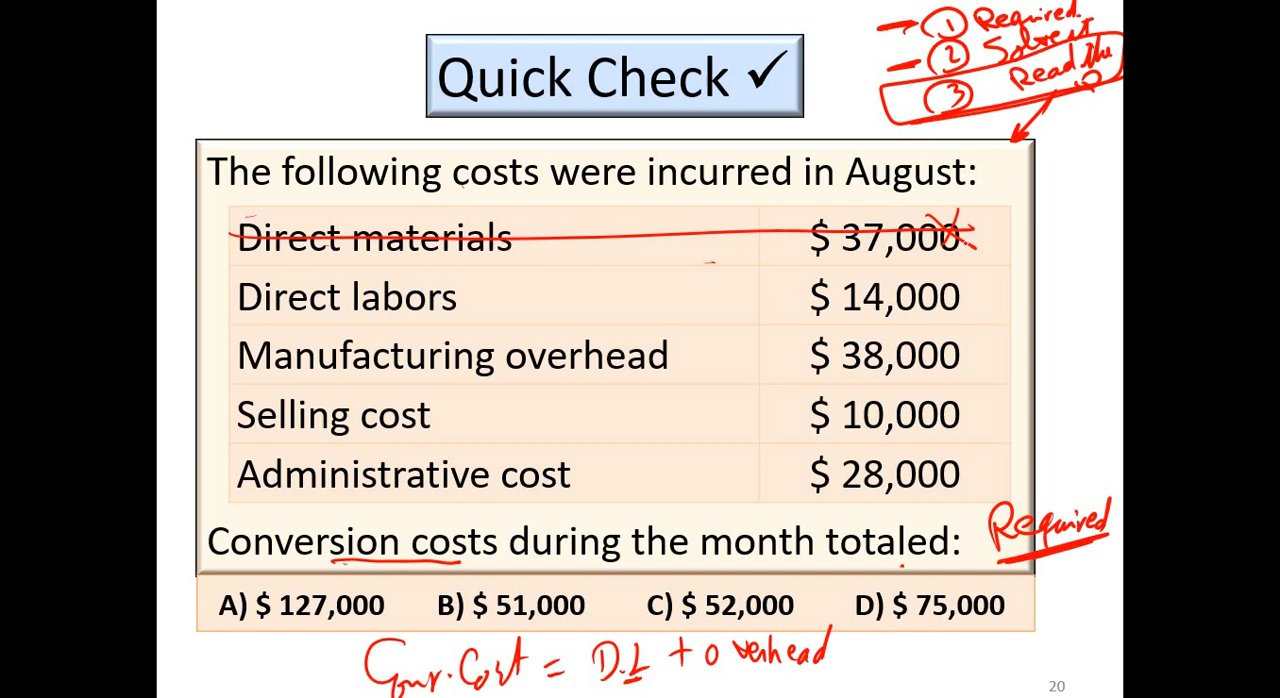 ① Required.
② Solve it
③ Read the Q
Quick Check ✓
The following costs were incurred in August:
Direct materials $ 37,000
Direct labors $ 14,000
Manufacturing overhead $ 38,000
Selling cost $ 10,000
Administrative cost $ 28,000
Conversion costs during the month totaled:
Required
A) $ 127,000 B) $ 51,000 C) $ 52,000 D) $ 75,000
Conv. Cost = D.L + overhead
20